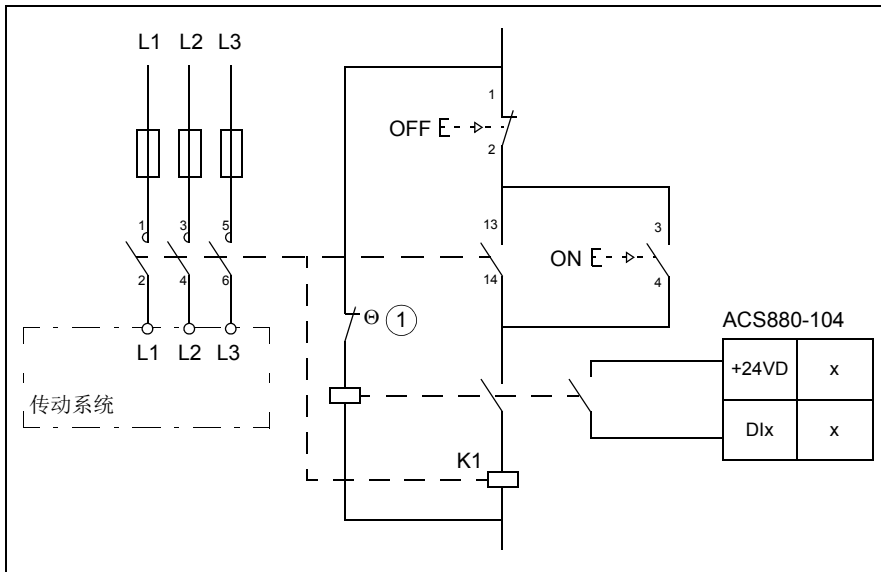 L1 L2 L3
1
OFF
2
1 3 5
13
3
ON
2 4 6
14
4
Θ 1
ACS880-104
L1 L2 L3
+24VD x
传动系统
DIx x
K1